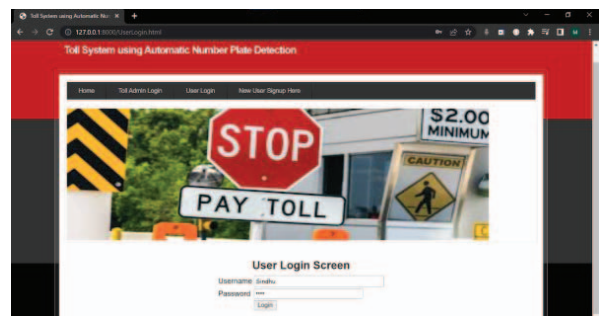 Toll System using Automatic Nu
127.0.0.1:8000/UserLogin.html
Toll System using Automatic Number Plate Detection
Home Toll Admin Login User Login New User Signup Here
$2.00
MINIMUM
STOP
CAUTION
PAY TOLL
User Login Screen
Username Sindhu
Password ••••
Login